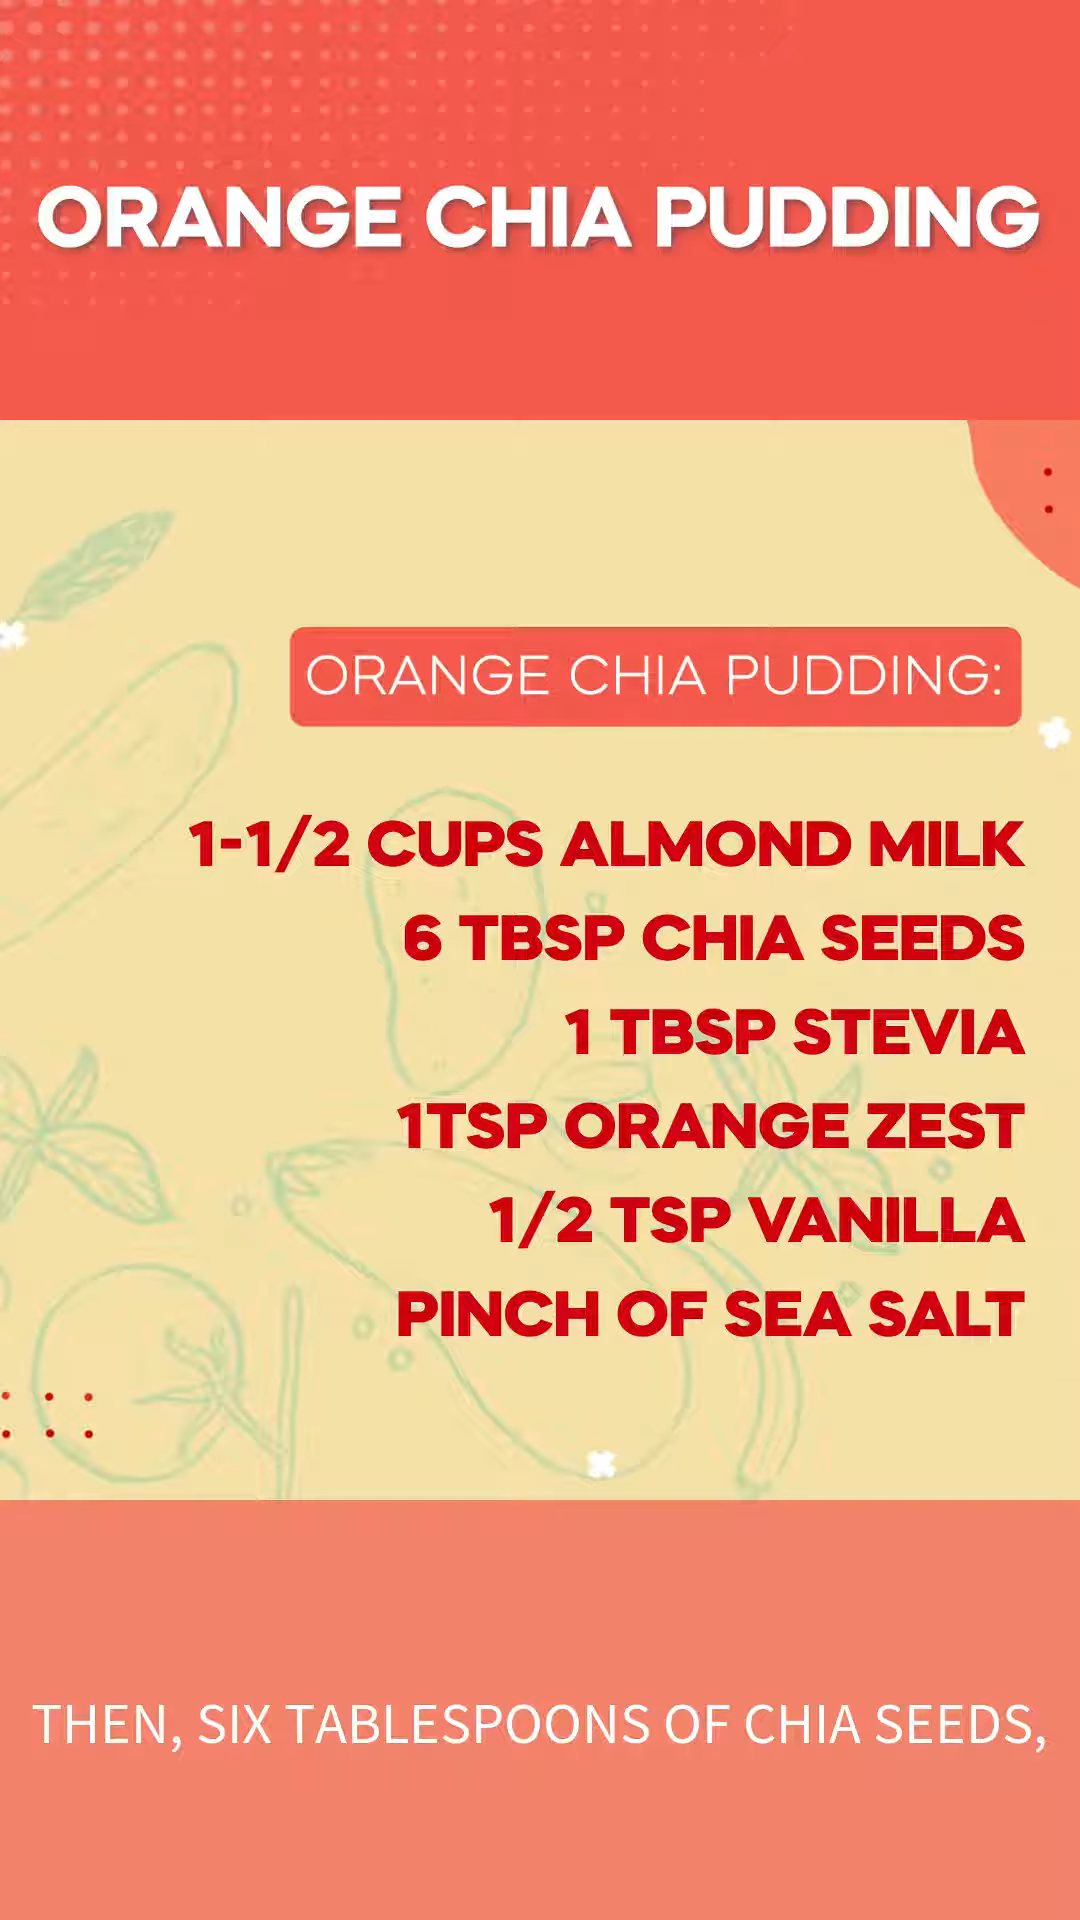 ORANGE CHIA PUDDING
ORANGE CHIA PUDDING:
1-1/2 CUPS ALMOND MILK
6 TBSP CHIA SEEDS
1 TBSP STEVIA
1TSP ORANGE ZEST
1/2 TSP VANILLA
PINCH OF SEA SALT
THEN, SIX TABLESPOONS OF CHIA SEEDS,